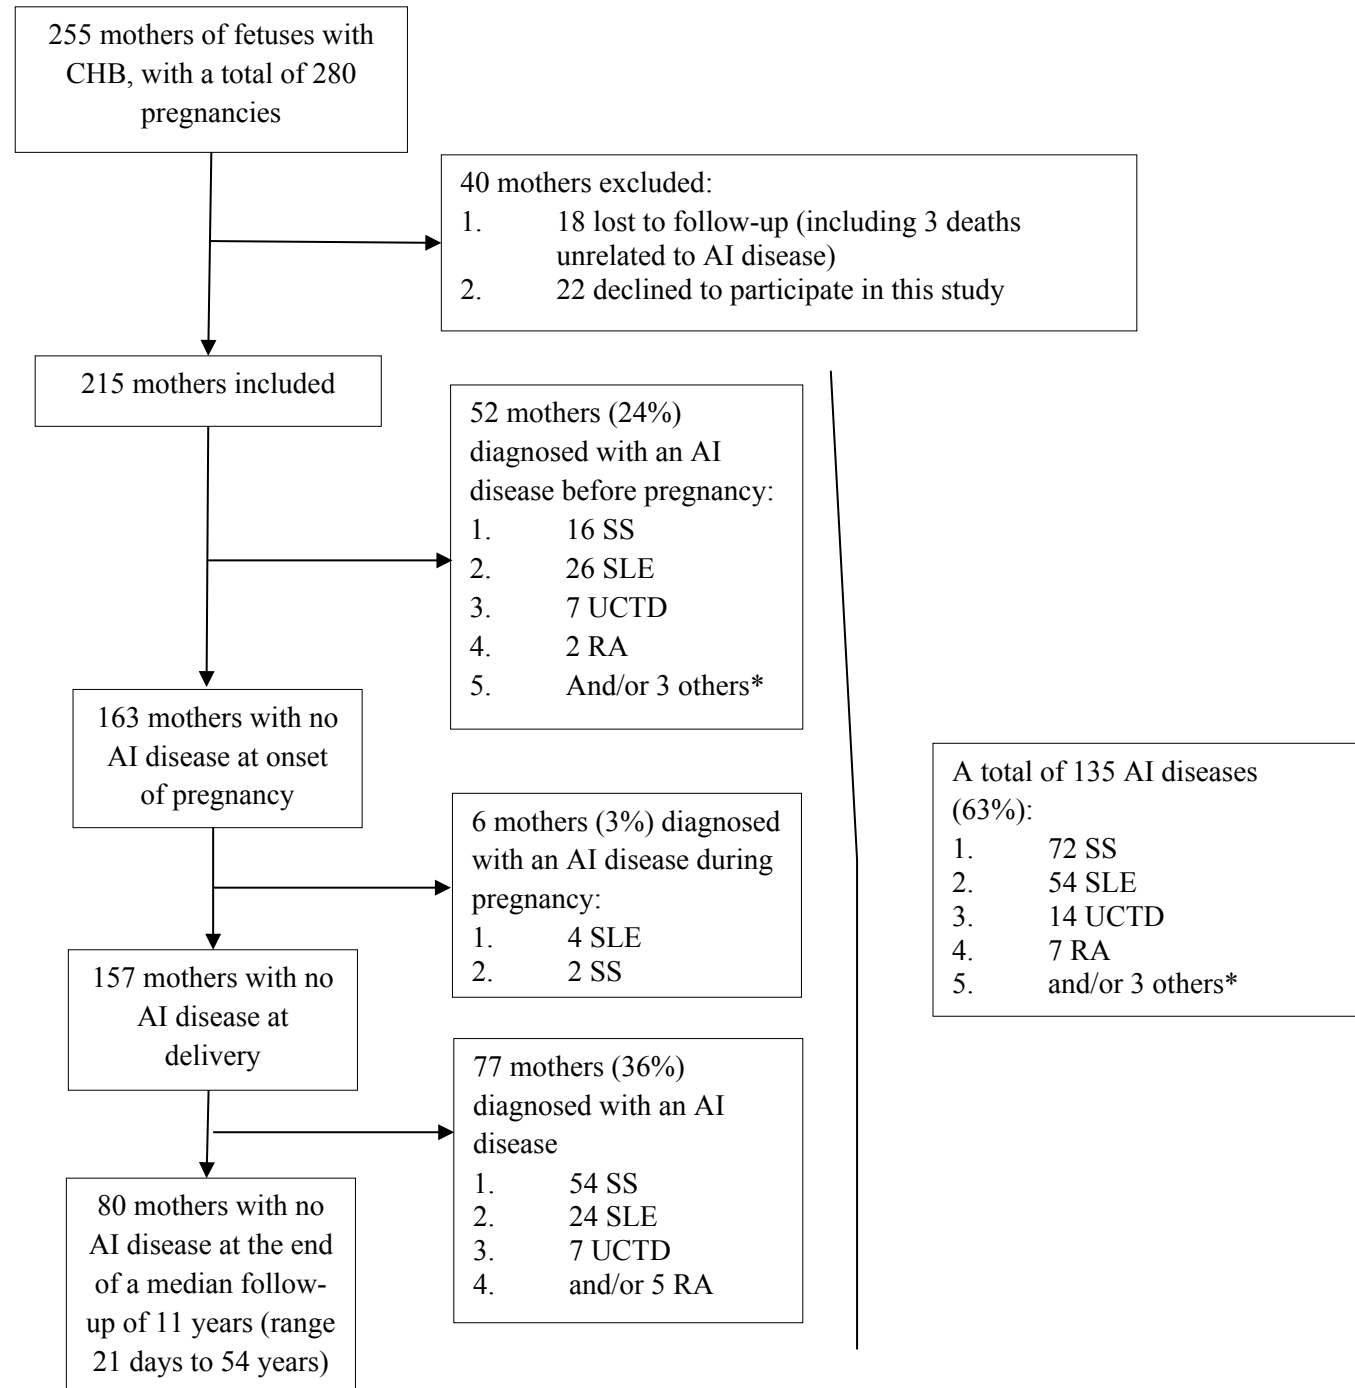 255 mothers of fetuses with
CHB, with a total of 280
pregnancies
40 mothers excluded:
1. 18 lost to follow-up (including 3 deaths
unrelated to AI disease)
2. 22 declined to participate in this study
215 mothers included
52 mothers (24%)
diagnosed with an AI
disease before pregnancy:
1. 16 SS
2. 26 SLE
3. 7 UCTD
4. 2 RA
5. And/or 3 others*
163 mothers with no
AI disease at onset
of pregnancy
6 mothers (3%) diagnosed
with an AI disease during
pregnancy:
1. 4 SLE
2. 2 SS
157 mothers with no
AI disease at
delivery
77 mothers (36%)
diagnosed with an AI
disease
1. 54 SS
2. 24 SLE
3. 7 UCTD
4. and/or 5 RA
80 mothers with no
AI disease at the end
of a median follow-
up of 11 years (range
21 days to 54 years)
A total of 135 AI diseases
(63%):
1. 72 SS
2. 54 SLE
3. 14 UCTD
4. 7 RA
5. and/or 3 others*